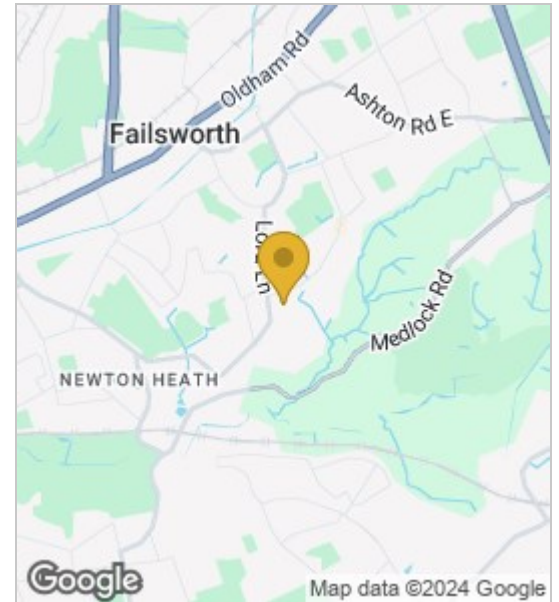 Oldham Rd
Ashton Rd E
Failsworth
Medlock Rd
NEWTON HEATH
Google
Map data ©2024 Google